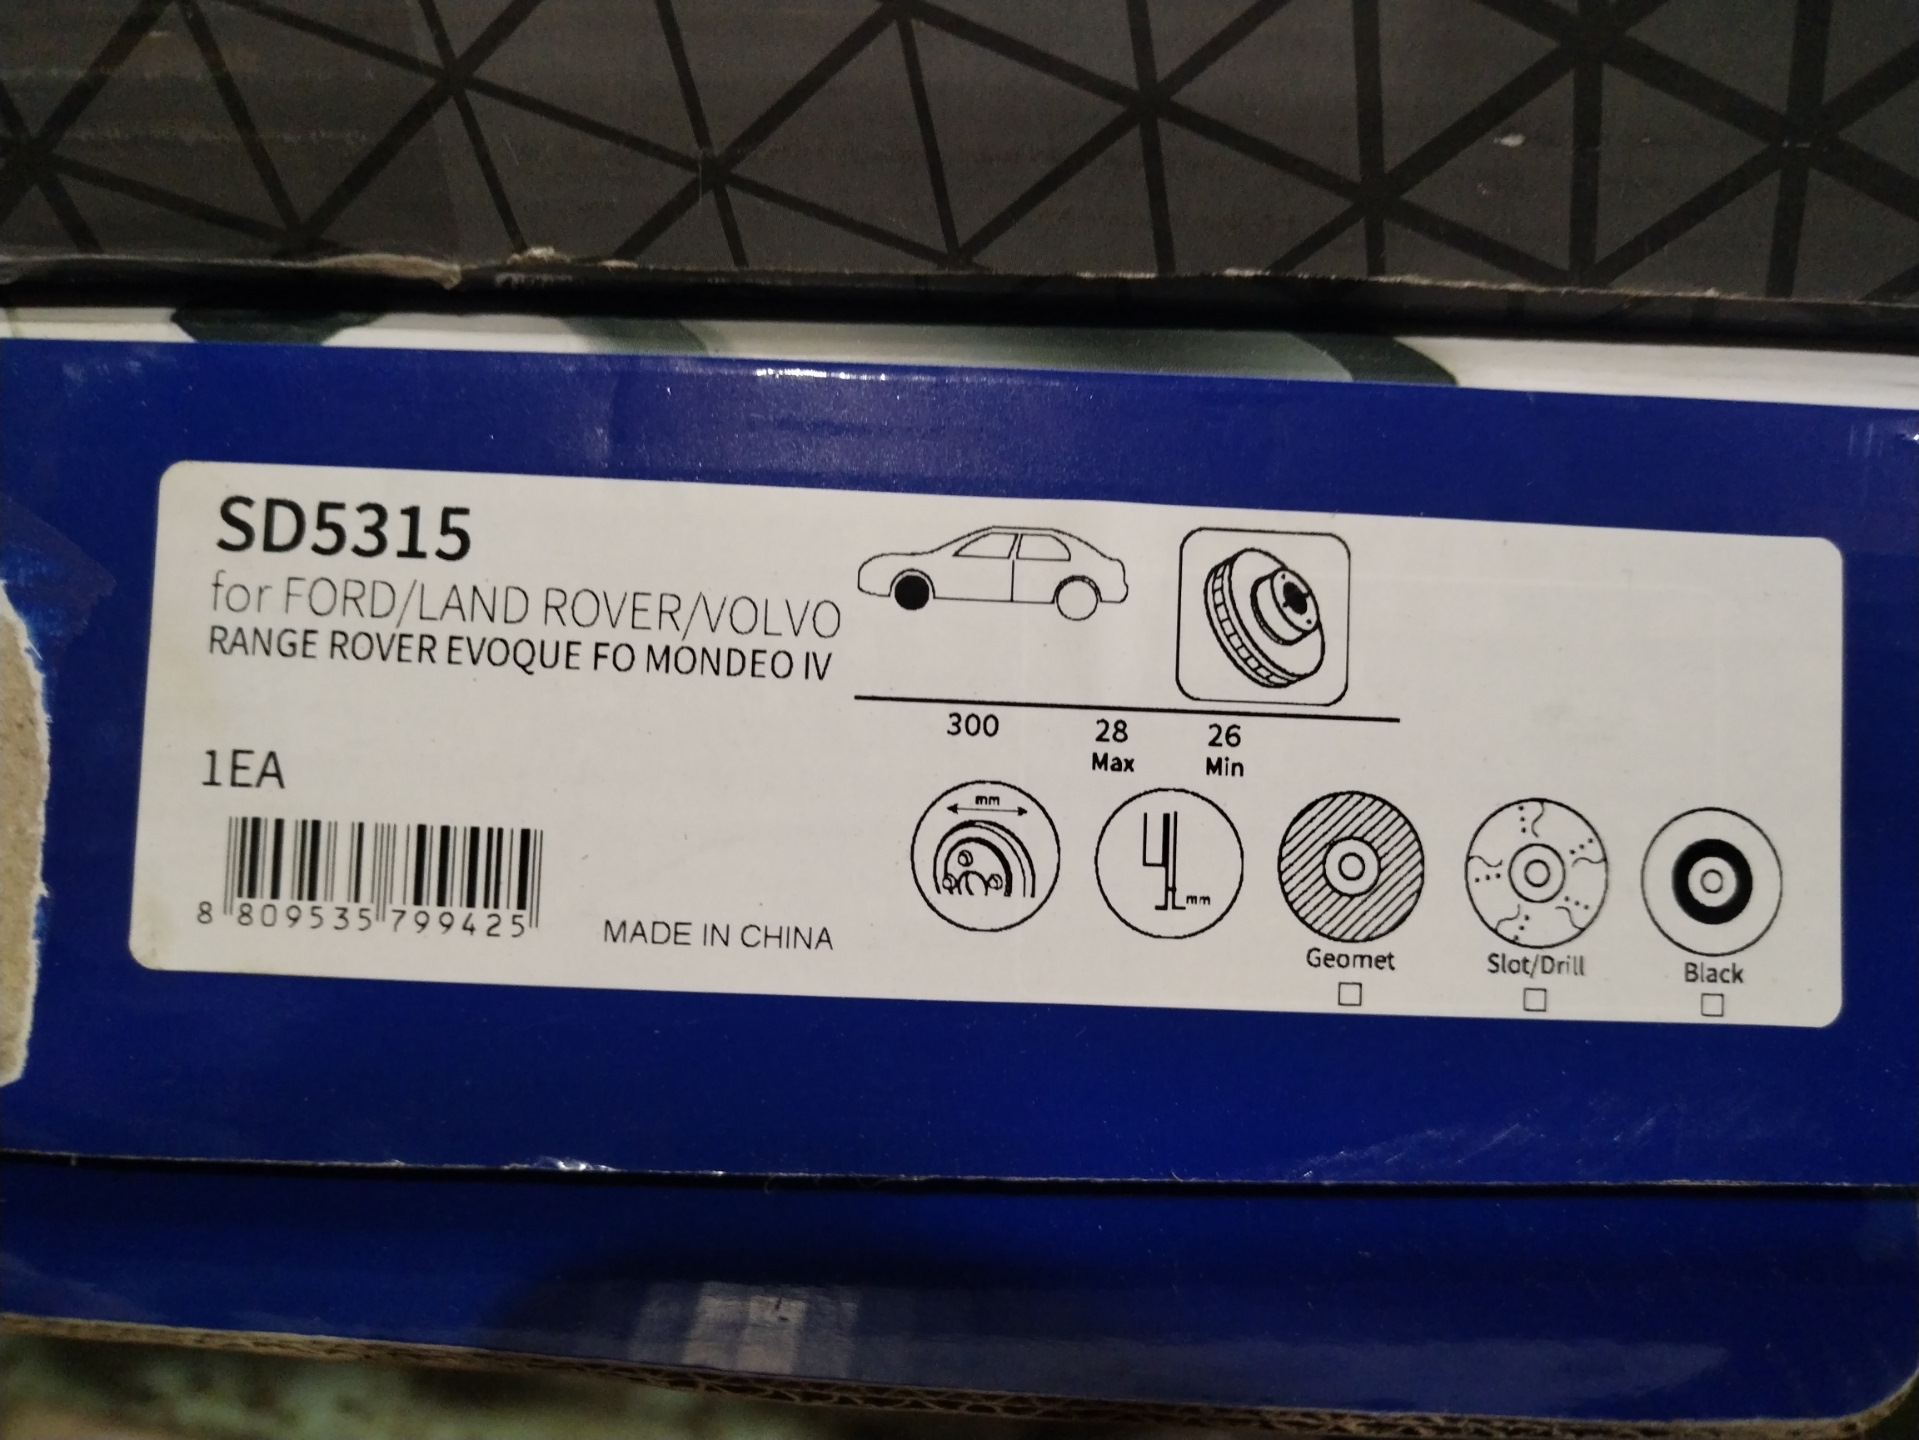 SD5315
for FORD/LAND ROVER/VOLVO
RANGE ROVER EVOQUE FO MONDEO IV
1EA
8 809535 799425
MADE IN CHINA
300
28
Max
26
Min
mm
mm
Geomet
Slot/Drill
Black